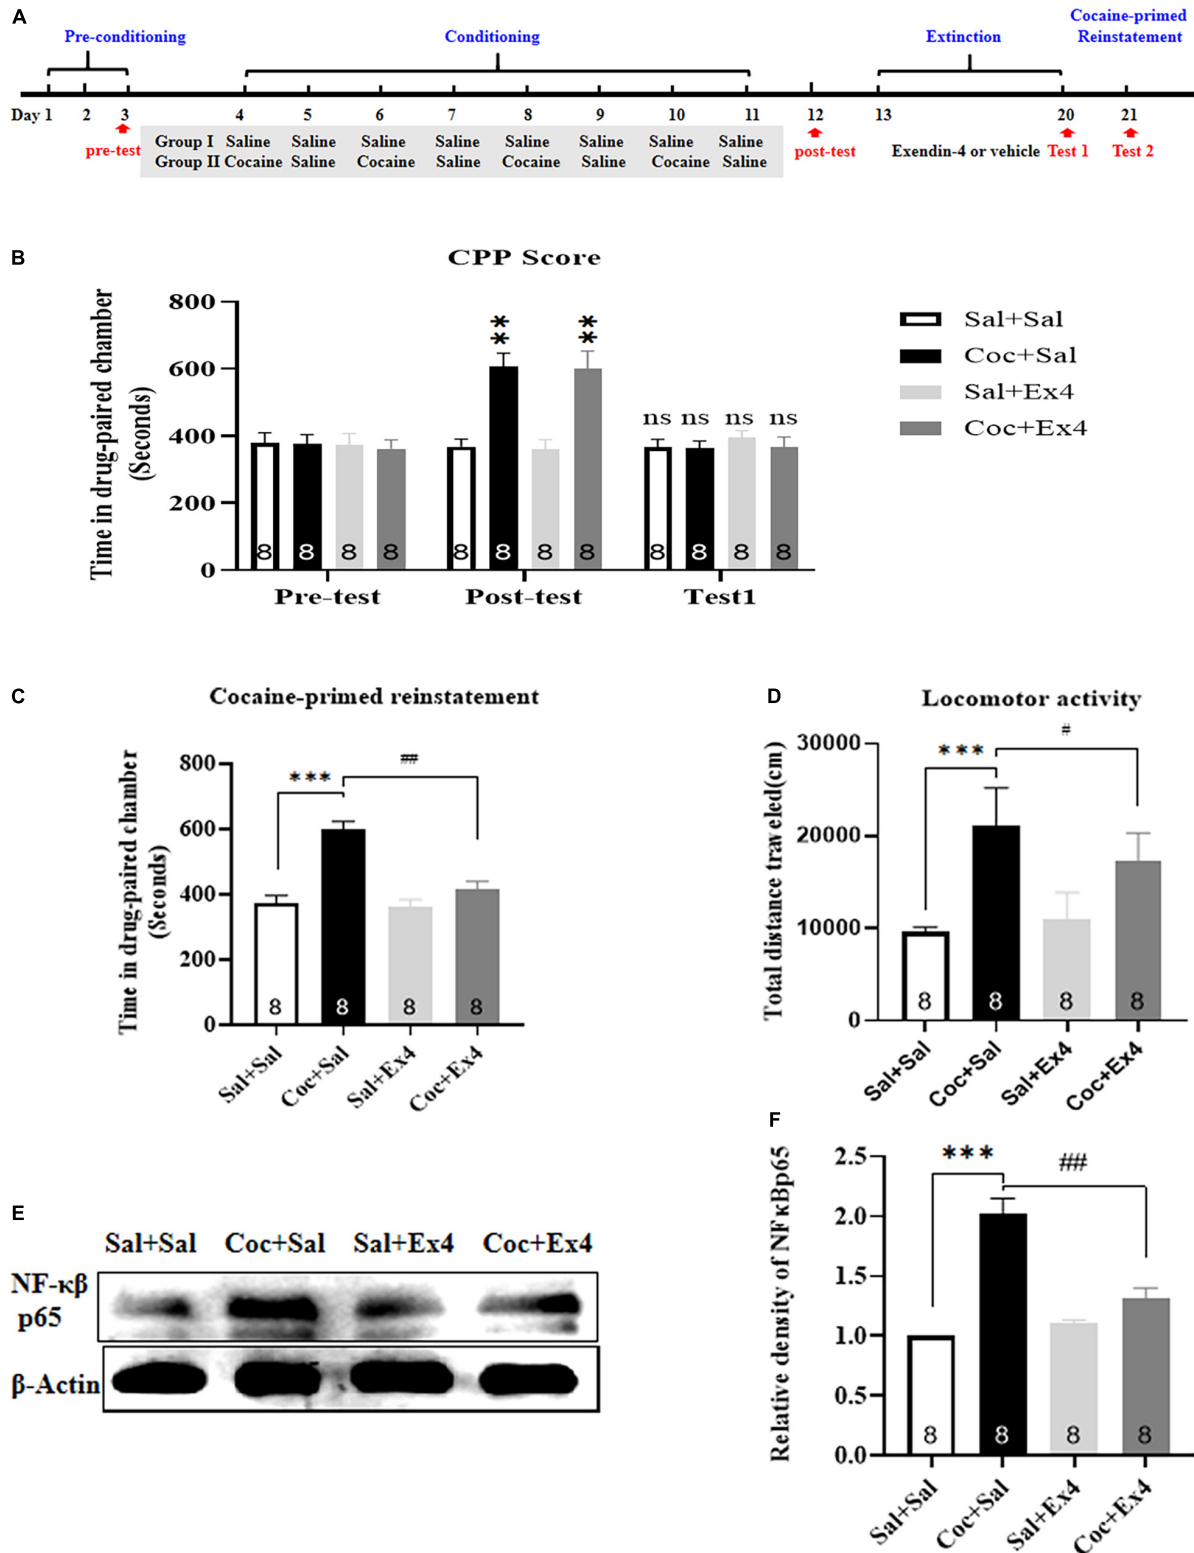 A
Pre-conditioning
Conditioning
Extinction
Cocaine-primed
Reinstatement
Day 1 2 3 4 5 6 7 8 9 10 11 12 13 20 21
pre-test
Group I Saline Saline Saline Saline Saline Saline Saline Saline
Group II Cocaine Saline Cocaine Saline Cocaine Saline Cocaine Saline
post-test
Exendin-4 or vehicle
Test 1
Test 2
B
CPP Score
Time in drug-paired chamber
(Seconds)
800
600
400
200
0
** **
ns ns ns ns
8 8 8 8 8 8 8 8 8 8 8 8
Pre-test Post-test Test1
Sal+Sal
Coc+Sal
Sal+Ex4
Coc+Ex4
C
Cocaine-primed reinstatement
Time in drug-paired chamber
(Seconds)
800
600
400
200
0
*** ##
8 8 8 8
Sal+Sal Coc+Sal Sal+Ex4 Coc+Ex4
D
Locomotor activity
Total distance traveled(cm)
30000
20000
10000
0
*** #
8 8 8 8
Sal+Sal Coc+Sal Sal+Ex4 Coc+Ex4
E
Sal+Sal Coc+Sal Sal+Ex4 Coc+Ex4
NF-κβ
p65
β-Actin
F
Relative density of NFκBp65
2.5
2.0
1.5
1.0
0.5
0.0
*** ##
8 8 8 8
Sal+Sal Coc+Sal Sal+Ex4 Coc+Ex4